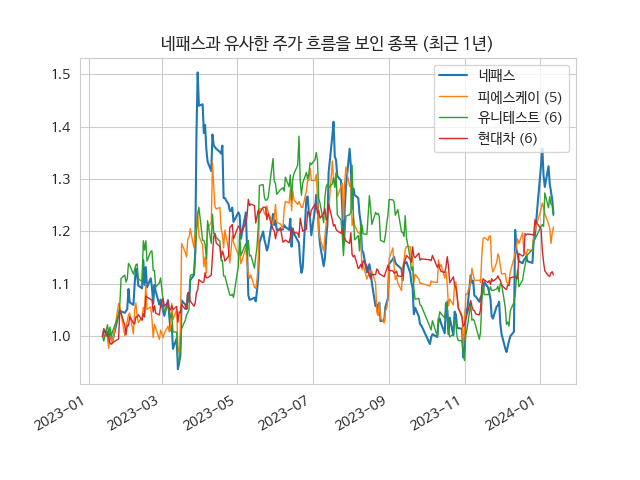 네패스과 유사한 주가 흐름을 보인 종목 (최근 1년)
네패스
피에스케이 (5)
유니테스트 (6)
현대차 (6)
1.5
1.4
1.3
1.2
1.1
1.0
2023-01
2023-03
2023-05
2023-07
2023-09
2023-11
2024-01